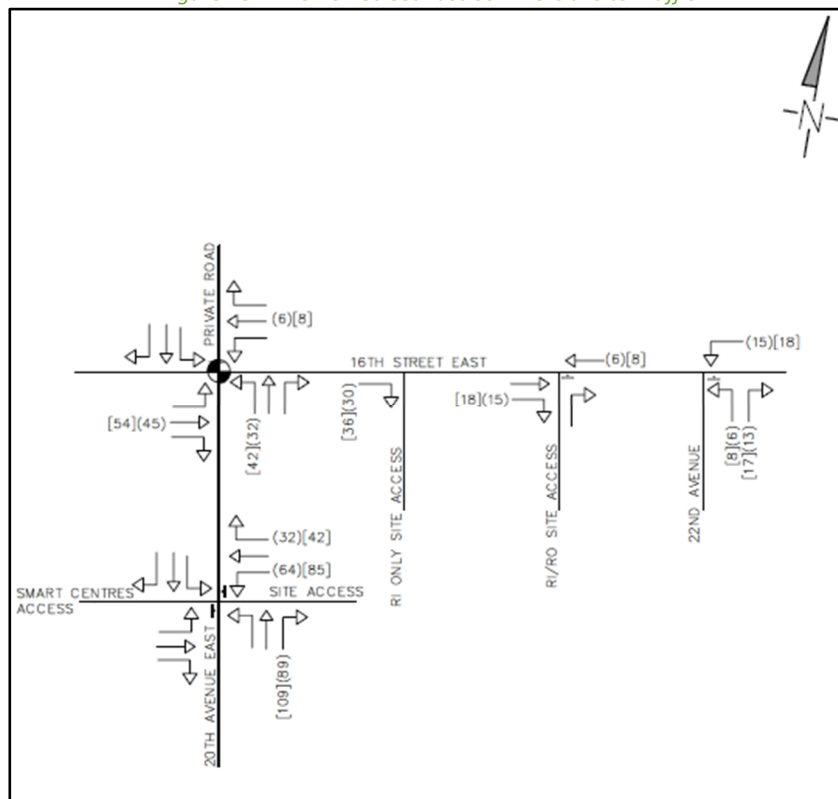 N
PRIVATE ROAD
(6)[8]
(15)[18]
16TH STREET EAST
(6)[8]
[54](45)
[42](32)
[36](30)
[18](15)
[8](6)
[17](13)
RI ONLY SITE ACCESS
RI/RO SITE ACCESS
22ND AVENUE
(32)[42]
(64)[85]
SMART CENTRES
ACCESS
SITE ACCESS
20TH AVENUE EAST
[109](89)